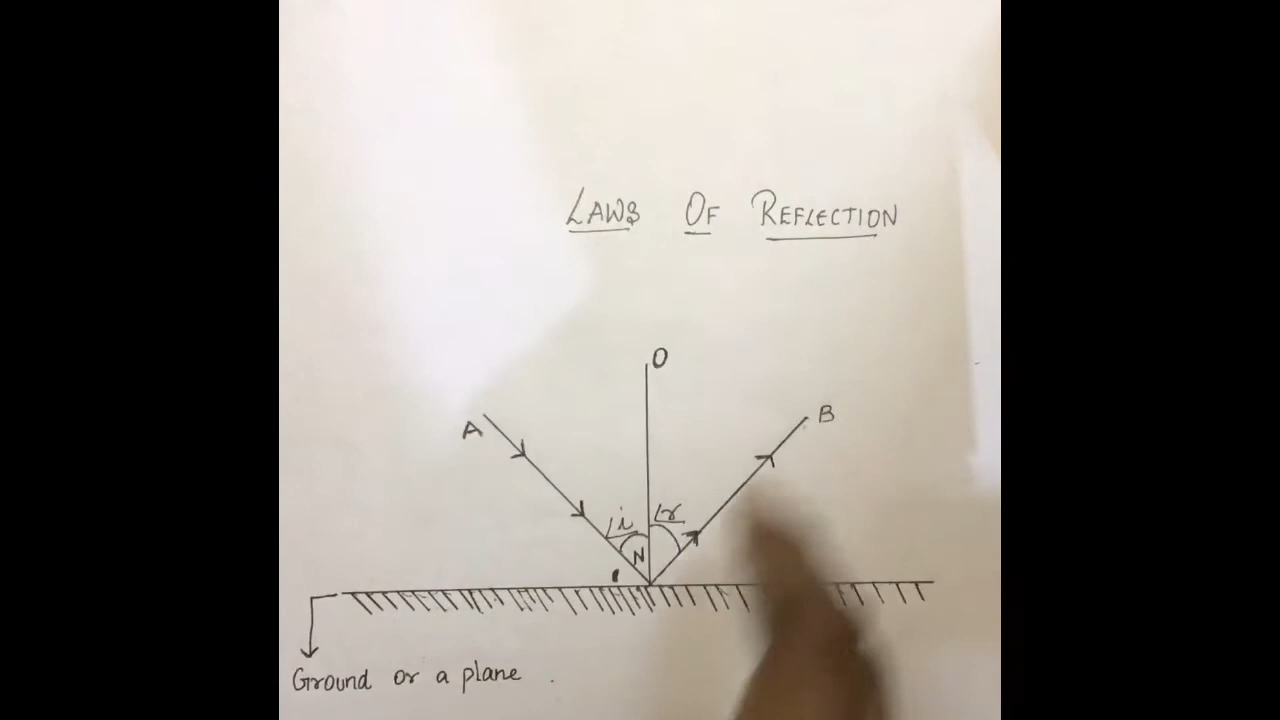 LAWS OF REFLECTION
O
A
B
∠i
∠r
N
Ground or a plane .